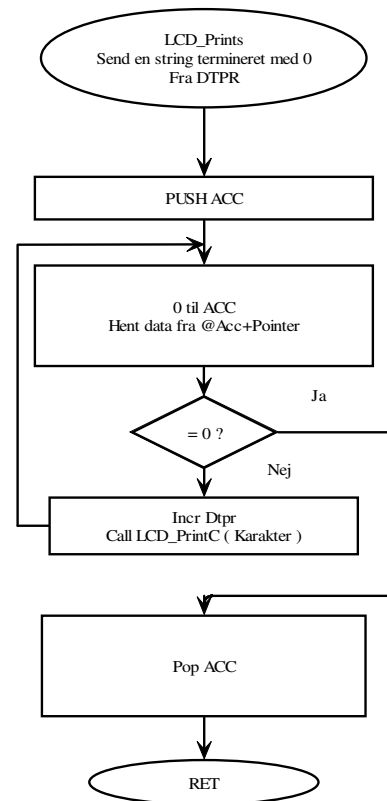 LCD_Prints
Send en string termineret med 0
Fra DTPR
PUSH ACC
0 til ACC
Hent data fra @Acc+Pointer
Ja
= 0 ?
Nej
Incr Dtpr
Call LCD_PrintC ( Karakter )
Pop ACC
RET